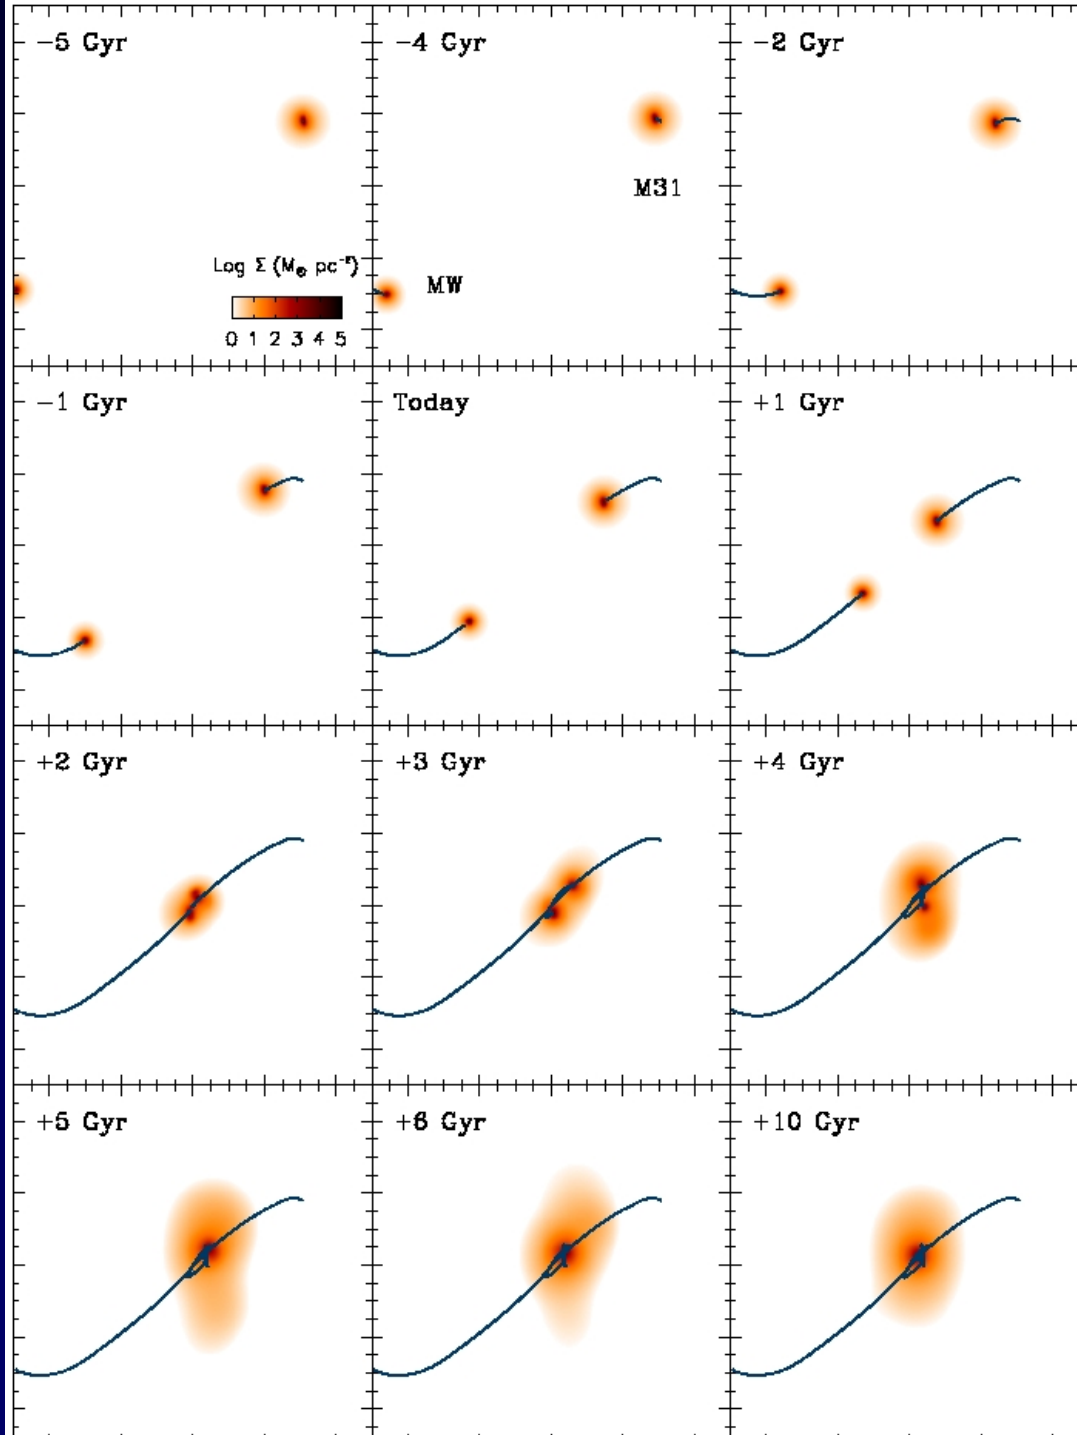 −5 Gyr
−4 Gyr
−2 Gyr
M31
Log Σ (M⊙ pc⁻²)
MW
0 1 2 3 4 5
−1 Gyr
Today
+1 Gyr
+2 Gyr
+3 Gyr
+4 Gyr
+5 Gyr
+6 Gyr
+10 Gyr